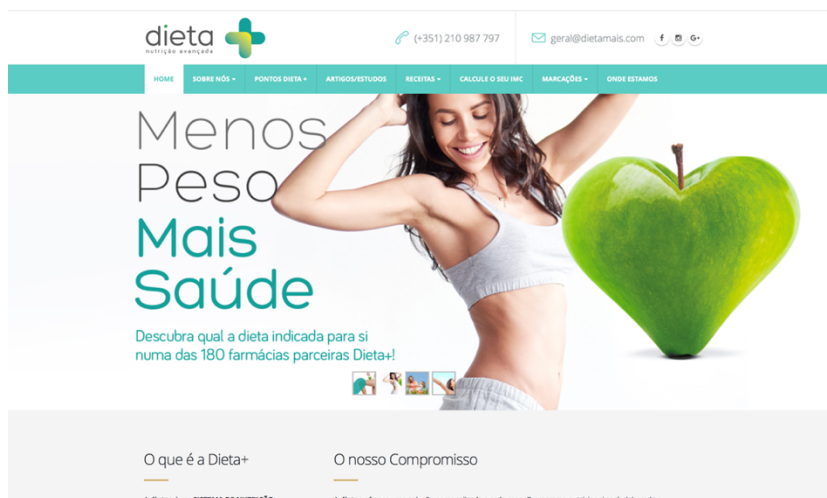 dieta
nutrição avançada
(+351) 210 987 797
geral@dietamais.com
f
G+
HOME
SOBRE NÓS
PONTOS DIETA
ARTIGOS/ESTUDOS
RECEITAS
CALCULE O SEU IMC
MARCAÇÕES
ONDE ESTAMOS
Menos
Peso
Mais
Saúde
Descubra qual a dieta indicada para si
numa das 180 farmácias parceiras Dieta+!
O que é a Dieta+
O nosso Compromisso